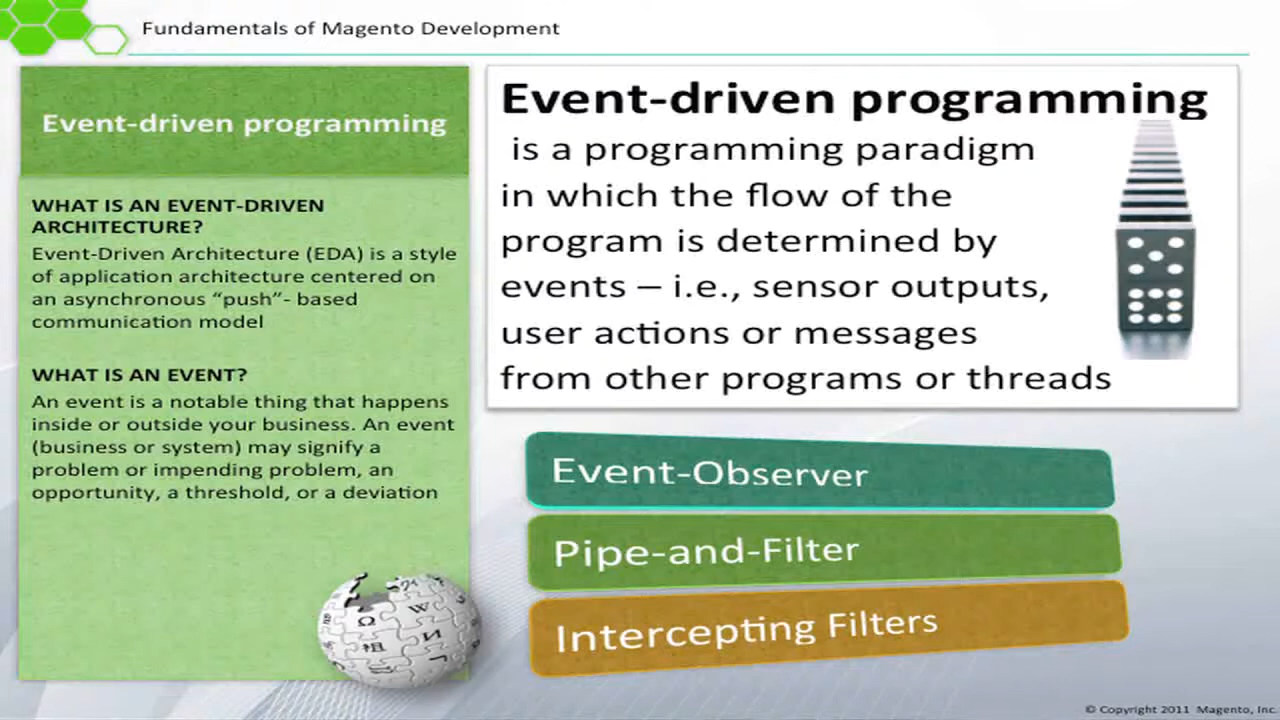 Fundamentals of Magento Development
Event-driven programming
WHAT IS AN EVENT-DRIVEN
ARCHITECTURE?
Event-Driven Architecture (EDA) is a style
of application architecture centered on
an asynchronous “push”- based
communication model
WHAT IS AN EVENT?
An event is a notable thing that happens
inside or outside your business. An event
(business or system) may signify a
problem or impending problem, an
opportunity, a threshold, or a deviation
Event-driven programming
is a programming paradigm
in which the flow of the
program is determined by
events – i.e., sensor outputs,
user actions or messages
from other programs or threads
Event-Observer
Pipe-and-Filter
Intercepting Filters
Ω
W
И
© Copyright 2011 Magento, Inc.